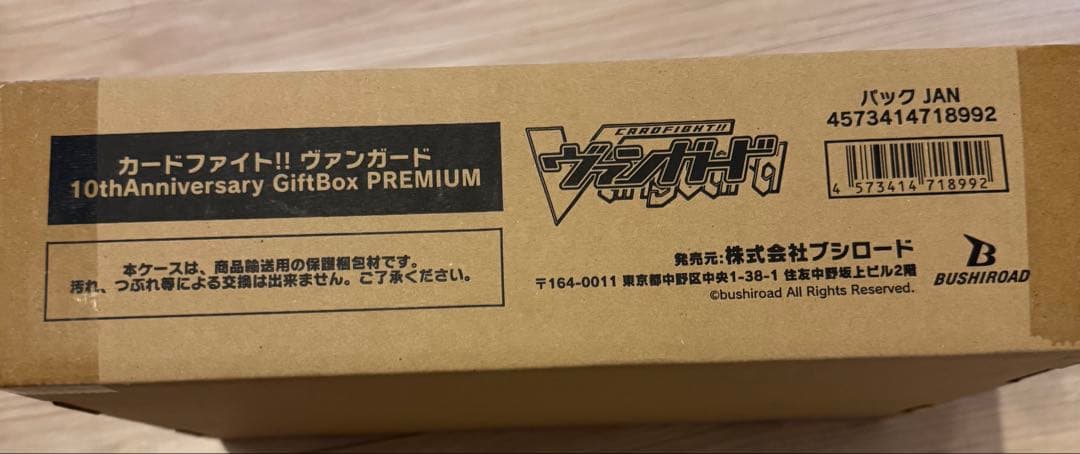 カードファイト!! ヴァンガード
10thAnniversary GiftBox PREMIUM
本ケースは、商品輸送用の保護梱包材です。
汚れ、つぶれ等による交換は出来ません。ご了承ください。
CARDFIGHT!!
ヴァンガード
Vanguard
パック JAN
4573414718992
4 573414 718992
発売元:株式会社ブシロード
〒164-0011 東京都中野区中央1-38-1 住友中野坂上ビル2階
©bushiroad All Rights Reserved.
BUSHIROAD